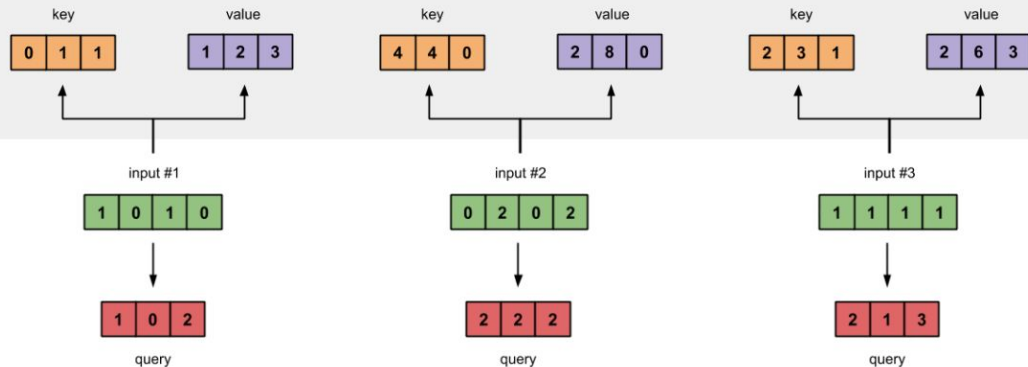 key value key value key value
0 1 1 1 2 3 4 4 0 2 8 0 2 3 1 2 6 3
input #1 input #2 input #3
1 0 1 0 0 2 0 2 1 1 1 1
1 0 2 2 2 2 2 1 3
query query query